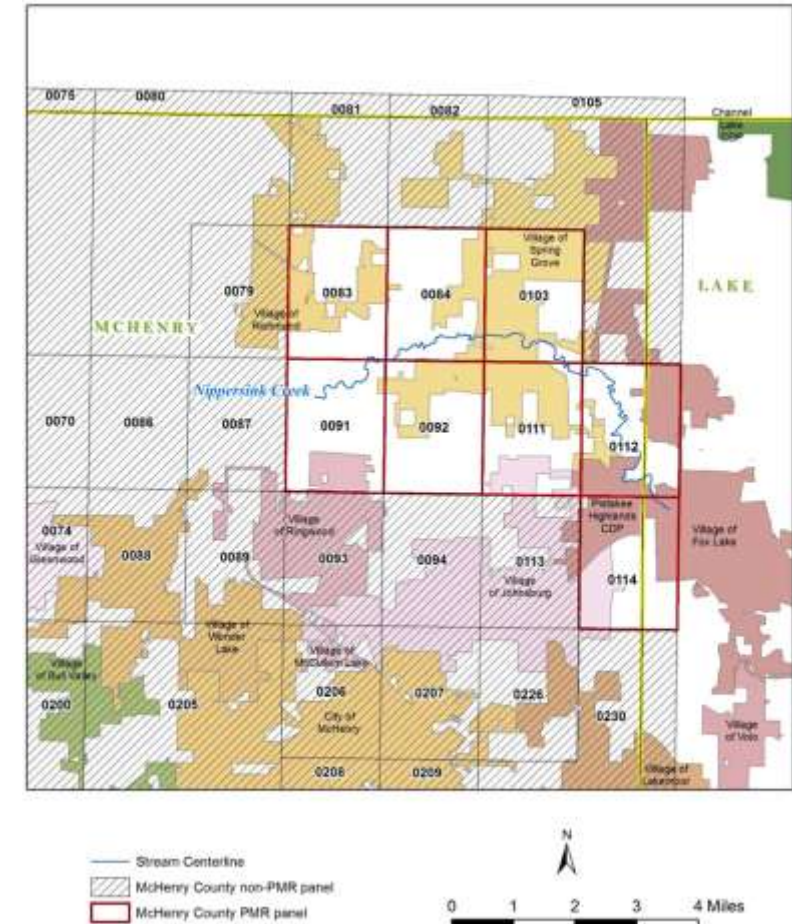 0076 0080
0081 0082 0105
Channel
Lake
CDP
Village of
Spring
Grove
0079 0083 0084 0103
LAKE
Village of
Richmond
MCHENRY
Nippersink Creek
0070 0086 0087 0091 0092 0111 0112
Pistakee
Highlands
CDP
0074
Village of
Greenwood
0088 0089
Village
of Ringwood
0093 0094 0113
Village
of Johnsburg
0114
Village of
Fox Lake
Village of
Wonder
Lake
Village of
McCullom Lake
Village
of Bull Valley
0200 0205 0206 0207 0226 0230
City of
McHenry
Village
of Volo
0208 0209
Village of
Lakemoor
N
Stream Centerline
McHenry County non-PMR panel
McHenry County PMR panel
0 1 2 3 4 Miles